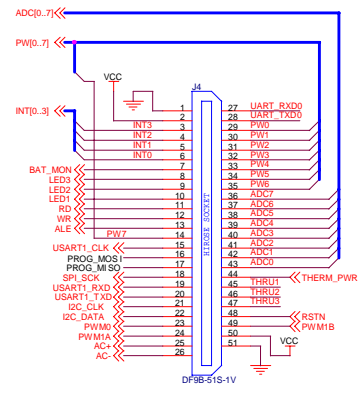 ADC[0..7]
PW[0..7]
VCC
J4
INT[0..3]
1 27 UART_RXD0
2 28 UART_TXD0
INT3 3 29 PW0
INT2 4 30 PW1
INT1 5 31 PW2
INT0 6 32 PW3
BAT_MON 7 33 PW4
LED3 8 34 PW5
LED2 9 35 PW6
LED1 10 36 ADC7
RD 11 37 ADC6
WR 12 38 ADC5
ALE 13 39 ADC4
PW7 14 40 ADC3
USART1_CLK 15 41 ADC2
PROG_MOSI 16 42 ADC1
PROG_MISO 17 43 ADC0
SPI_SCK 18 44 THERM_PWR
USART1_RXD 19 45 THRU1
USART1_TXD 20 46 THRU2
I2C_CLK 21 47 THRU3
I2C_DATA 22 48 RSTN
PWM0 23 49 PWM1B
PWM1A 24 50 VCC
AC+ 25 51
AC- 26
HIROSE SOCKET
DF9B-51S-1V